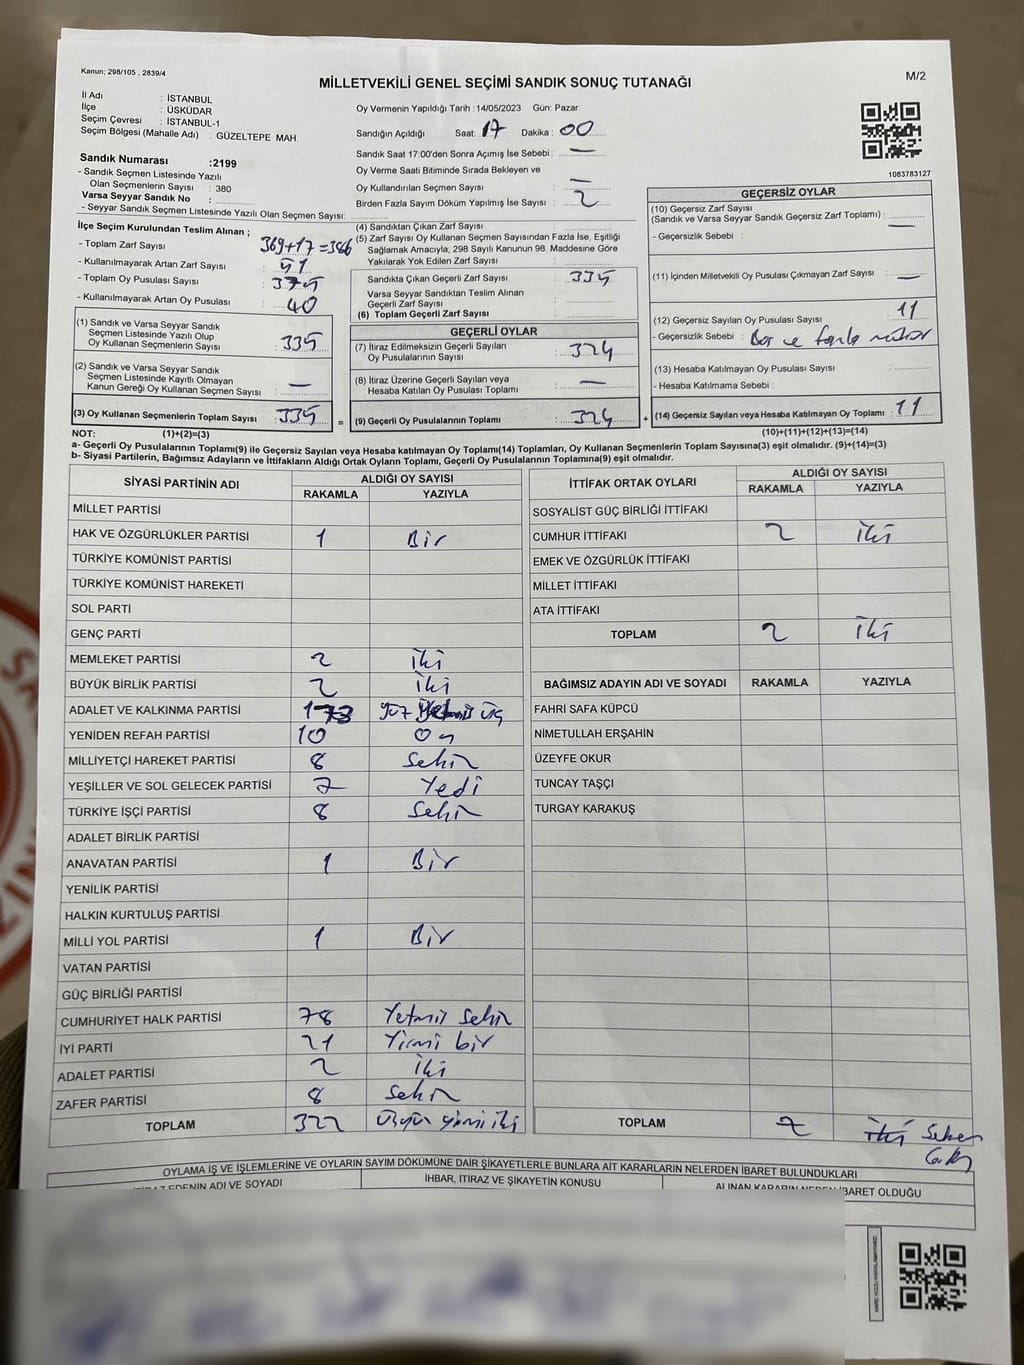 Kanun; 298/105 , 2839/4
M/2
MİLLETVEKİLİ GENEL SEÇİMİ SANDIK SONUÇ TUTANAĞI
İl Adı : İSTANBUL
İlçe : ÜSKÜDAR
Seçim Çevresi : İSTANBUL-1
Seçim Bölgesi (Mahalle Adı) : GÜZELTEPE MAH.
Sandık Numarası :2199
- Sandık Seçmen Listesinde Yazılı
Olan Seçmenlerin Sayısı : 380
Varsa Seyyar Sandık No :
- Seyyar Sandık Seçmen Listesinde Yazılı Olan Seçmen Sayısı:
Oy Vermenin Yapıldığı Tarih : 14/05/2023 Gün: Pazar
Sandığın Açıldığı Saat: 17 Dakika : 00
Sandık Saat 17:00'den Sonra Açımış İse Sebebi : —
Oy Verme Saati Bitiminde Sırada Bekleyen ve
Oy Kullandırılan Seçmen Sayısı : —
Birden Fazla Sayım Döküm Yapılmış İse Sayısı : 2
1083783127
İlçe Seçim Kurulundan Teslim Alınan ;
- Toplam Zarf Sayısı : 369+17=386
- Kullanılmayarak Artan Zarf Sayısı : 51
- Toplam Oy Pusulası Sayısı : 375
- Kullanılmayarak Artan Oy Pusulası : 40
(1) Sandık ve Varsa Seyyar Sandık
Seçmen Listesinde Yazılı Olup
Oy Kullanan Seçmenlerin Sayısı : 335
(2) Sandık ve Varsa Seyyar Sandık
Seçmen Listesinde Kayıtlı Olmayan
Kanun Gereği Oy Kullanan Seçmen Sayısı : —
(3) Oy Kullanan Seçmenlerin Toplam Sayısı : 335
(4) Sandıktan Çıkan Zarf Sayısı :
(5) Zarf Sayısı Oy Kullanan Seçmen Sayısından Fazla İse, Eşitliği
Sağlamak Amacıyla, 298 Sayılı Kanunun 98. Maddesine Göre
Yakılarak Yok Edilen Zarf Sayısı :
Sandıkta Çıkan Geçerli Zarf Sayısı : 335
Varsa Seyyar Sandıktan Teslim Alınan
Geçerli Zarf Sayısı :
(6) Toplam Geçerli Zarf Sayısı :
GEÇERLİ OYLAR
(7) İtiraz Edilmeksizin Geçerli Sayılan
Oy Pusulalarının Sayısı : 324
(8) İtiraz Üzerine Geçerli Sayılan veya
Hesaba Katılan Oy Pusulası Toplamı : —
= (9) Geçerli Oy Pusulalarının Toplamı : 324
GEÇERSİZ OYLAR
(10) Geçersiz Zarf Sayısı
(Sandık ve Varsa Seyyar Sandık Geçersiz Zarf Toplamı) : —
- Geçersizlik Sebebi :
(11) İçinden Milletvekili Oy Pusulası Çıkmayan Zarf Sayısı : —
(12) Geçersiz Sayılan Oy Pusulası Sayısı : 11
- Geçersizlik Sebebi : Boş ve fazla mühür
(13) Hesaba Katılmayan Oy Pusulası Sayısı :
- Hesaba Katılmama Sebebi :
+ (14) Geçersiz Sayılan veya Hesaba Katılmayan Oy Toplamı : 11
NOT: (1)+(2)=(3)
(10)+(11)+(12)+(13)=(14)
a- Geçerli Oy Pusulalarının Toplamı(9) ile Geçersiz Sayılan veya Hesaba katılmayan Oy Toplamı(14) Toplamları, Oy Kullanan Seçmenlerin Toplam Sayısına(3) eşit olmalıdır. (9)+(14)=(3)
b- Siyasi Partilerin, Bağımsız Adayların ve İttifakların Aldığı Ortak Oyların Toplamı, Geçerli Oy Pusulalarının Toplamına(9) eşit olmalıdır.
SİYASİ PARTİNİN ADI ALDIĞI OY SAYISI
RAKAMLA YAZIYLA
MİLLET PARTİSİ
HAK VE ÖZGÜRLÜKLER PARTİSİ 1 Bir
TÜRKİYE KOMÜNİST PARTİSİ
TÜRKİYE KOMÜNİST HAREKETİ
SOL PARTİ
GENÇ PARTİ
MEMLEKET PARTİSİ 2 İki
BÜYÜK BİRLİK PARTİSİ 2 İki
ADALET VE KALKINMA PARTİSİ 173 Yüz Yetmiş Üç
YENİDEN REFAH PARTİSİ 10 On
MİLLİYETÇİ HAREKET PARTİSİ 8 Sekiz
YEŞİLLER VE SOL GELECEK PARTİSİ 7 Yedi
TÜRKİYE İŞÇİ PARTİSİ 8 Sekiz
ADALET BİRLİK PARTİSİ
ANAVATAN PARTİSİ 1 Bir
YENİLİK PARTİSİ
HALKIN KURTULUŞ PARTİSİ
MİLLİ YOL PARTİSİ 1 Bir
VATAN PARTİSİ
GÜÇ BİRLİĞİ PARTİSİ
CUMHURİYET HALK PARTİSİ 78 Yetmiş Sekiz
İYİ PARTİ 21 Yirmi bir
ADALET PARTİSİ 2 İki
ZAFER PARTİSİ 8 Sekiz
TOPLAM 322 Üçyüz yirmi iki
İTTİFAK ORTAK OYLARI ALDIĞI OY SAYISI
RAKAMLA YAZIYLA
SOSYALİST GÜÇ BİRLİĞİ İTTİFAKI
CUMHUR İTTİFAKI 2 İki
EMEK VE ÖZGÜRLÜK İTTİFAKI
MİLLET İTTİFAKI
ATA İTTİFAKI
TOPLAM 2 İki
BAĞIMSIZ ADAYIN ADI VE SOYADI RAKAMLA YAZIYLA
FAHRİ SAFA KÜPCÜ
NİMETULLAH ERŞAHİN
ÜZEYFE OKUR
TUNCAY TAŞÇI
TURGAY KARAKUŞ
TOPLAM 2 İki
OYLAMA İŞ VE İŞLEMLERİNE VE OYLARIN SAYIM DÖKÜMÜNE DAİR ŞİKAYETLERLE BUNLARA AİT KARARLARIN NELERDEN İBARET BULUNDUKLARI
İTİRAZ EDENİN ADI VE SOYADI İHBAR, İTİRAZ VE ŞİKAYETİN KONUSU ALINAN KARARIN NEDEN İBARET OLDUĞU